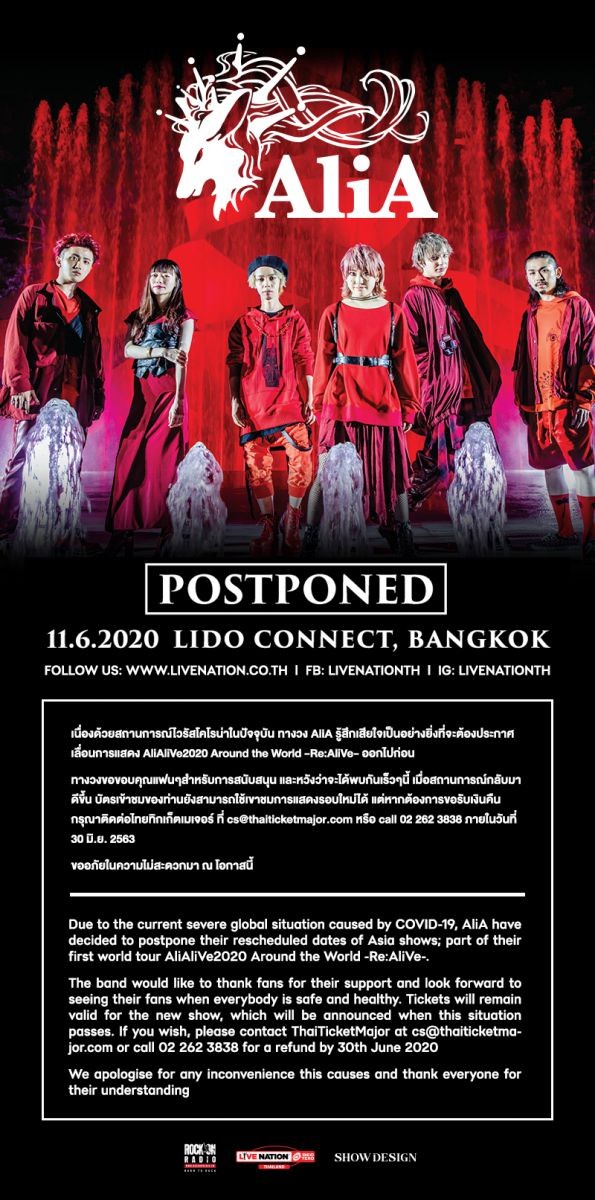 AliA
POSTPONED
11.6.2020 LIDO CONNECT, BANGKOK
FOLLOW US: WWW.LIVENATION.CO.TH I FB: LIVENATIONTH I IG: LIVENATIONTH
เนื่องด้วยสถานการณ์ไวรัสโคโรน่าในปัจจุบัน ทางวง AliA รู้สึกเสียใจเป็นอย่างยิ่งที่จะต้องประกาศ
เลื่อนการแสดง AliAliVe2020 Around the World -Re:AliVe- ออกไปก่อน
ทางวงขอขอบคุณแฟนๆสำหรับการสนับสนุน และหวังว่าจะได้พบกันเร็วๆนี้ เมื่อสถานการณ์กลับมา
ดีขึ้น บัตรเข้าชมของท่านยังสามารถใช้เขาชมการแสดงรอบใหม่ได้ แต่หากต้องการขอรับเงินคืน
กรุณาติดต่อไทยทิกเก็ตเมเจอร์ ที่ cs@thaiticketmajor.com หรือ call 02 262 3838 ภายในวันที่
30 มิ.ย. 2563
ขออภัยในความไม่สะดวกมา ณ โอกาสนี้
Due to the current severe global situation caused by COVID-19, AliA have
decided to postpone their rescheduled dates of Asia shows; part of their
first world tour AliAliVe2020 Around the World -Re:AliVe-.
The band would like to thank fans for their support and look forward to
seeing their fans when everybody is safe and healthy. Tickets will remain
valid for the new show, which will be announced when this situation
passes. If you wish, please contact ThaiTicketMajor at cs@thaiticketma-
jor.com or call 02 262 3838 for a refund by 30th June 2020
We apologise for any inconvenience this causes and thank everyone for
their understanding
ROCK ON
RADIO
BORN TO ROCK
LIVE NATION
TERO
THAILAND
SHOW DESIGN